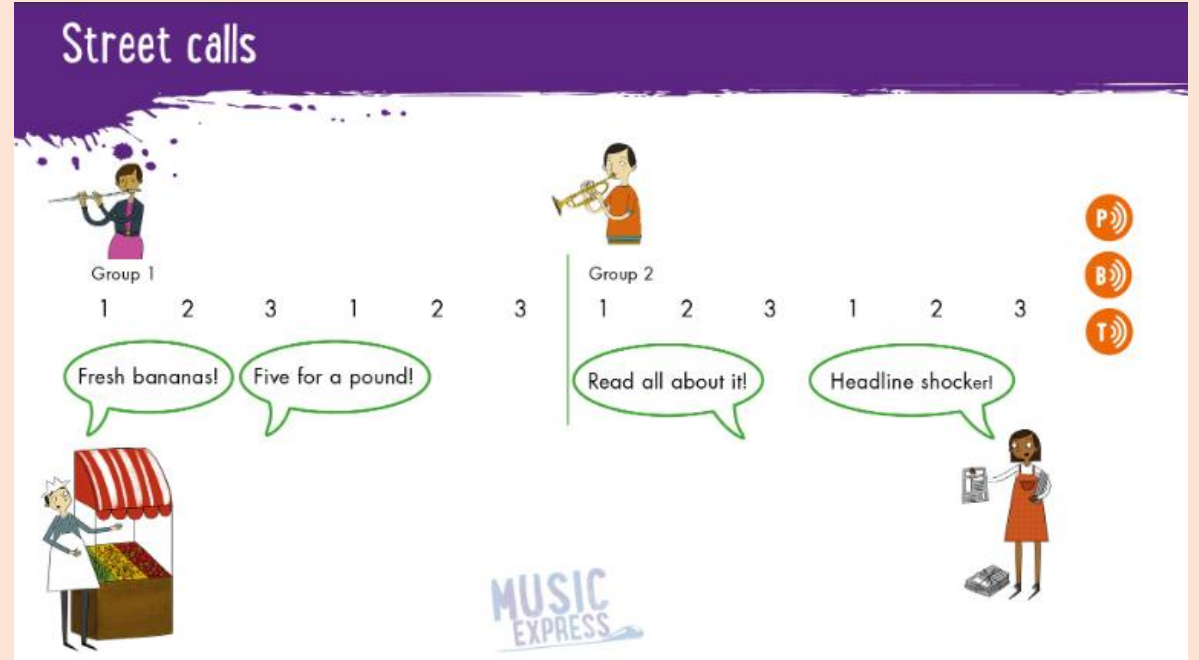 Street calls
Group 1
Group 2
1 2 3 1 2 3 1 2 3 1 2 3
Fresh bananas! Five for a pound! Read all about it! Headline shocker!
P
B
T
MUSIC
EXPRESS